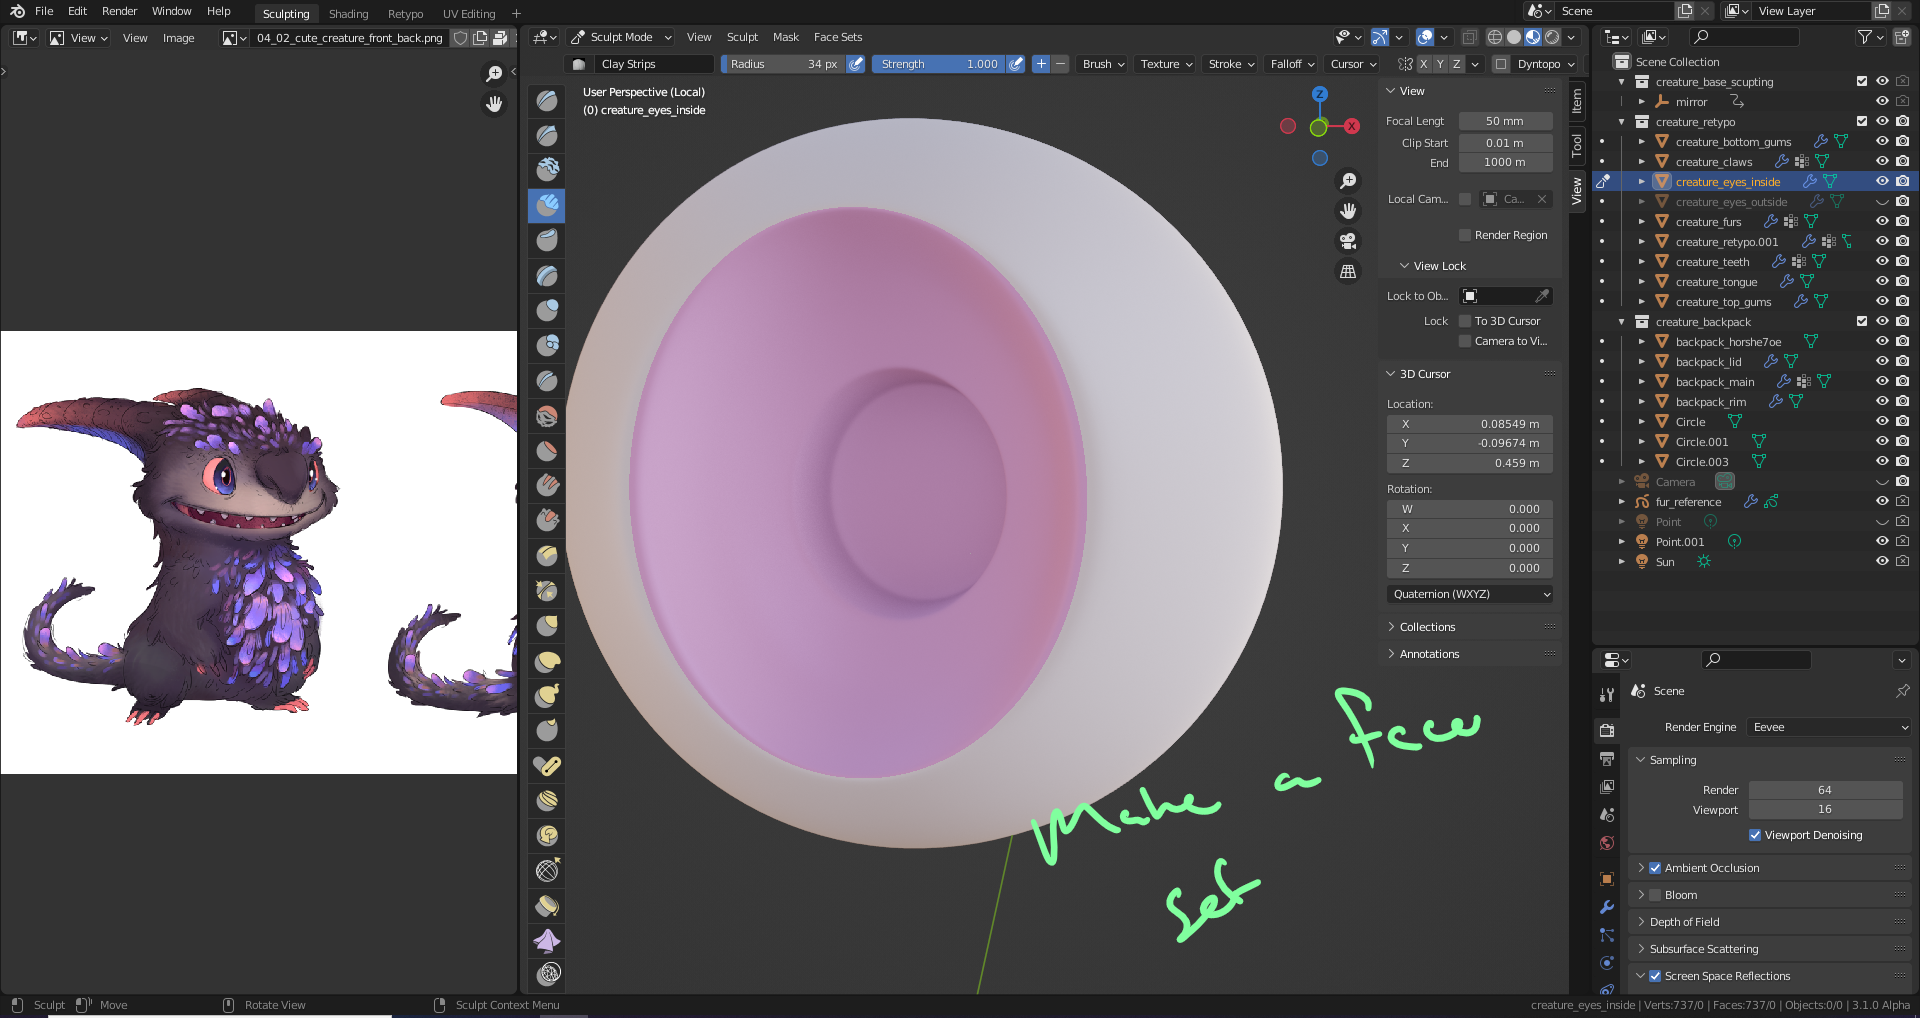 File Edit Render Window Help Sculpting Shading Retypo UV Editing + Scene View Layer
View View Image 04_02_cute_creature_front_back.png Sculpt Mode View Sculpt Mask Face Sets
Clay Strips Radius 34 px Strength 1.000 + − Brush Texture Stroke Falloff Cursor X Y Z Dyntopo
User Perspective (Local)
(0) creature_eyes_inside
Z
X
View
Focal Lengt 50 mm
Clip Start 0.01 m
End 1000 m
Local Cam... Ca...
Render Region
View Lock
Lock to Ob...
Lock To 3D Cursor
Camera to Vi...
3D Cursor
Location:
X 0.08549 m
Y -0.09674 m
Z 0.459 m
Rotation:
W 0.000
X 0.000
Y 0.000
Z 0.000
Quaternion (WXYZ)
Collections
Annotations
Item
Tool
View
Scene Collection
creature_base_scupting
mirror
creature_retypo
creature_bottom_gums
creature_claws
creature_eyes_inside
creature_eyes_outside
creature_furs
creature_retypo.001
creature_teeth
creature_tongue
creature_top_gums
creature_backpack
backpack_horshe7oe
backpack_lid
backpack_main
backpack_rim
Circle
Circle.001
Circle.003
Camera
fur_reference
Point
Point.001
Sun
Scene
Render Engine Eevee
Sampling
Render 64
Viewport 16
Viewport Denoising
Ambient Occlusion
Bloom
Depth of Field
Subsurface Scattering
Screen Space Reflections
Make a face
set
Sculpt Move Rotate View Sculpt Context Menu creature_eyes_inside | Verts:737/0 | Faces:737/0 | Objects:0/0 | 3.1.0 Alpha